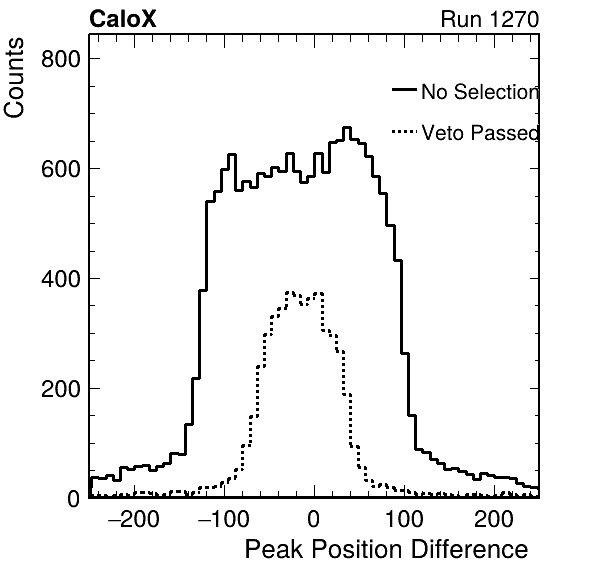 CaloX Run 1270
Counts
800
600
400
200
0
No Selection
Veto Passed
−200 −100 0 100 200
Peak Position Difference